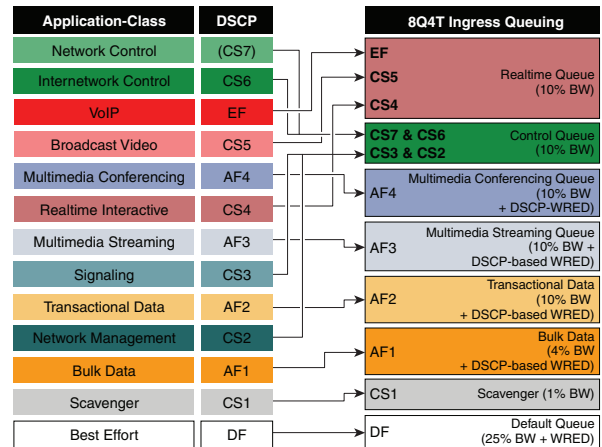 Application-Class DSCP 8Q4T Ingress Queuing
Network Control (CS7)
Internetwork Control CS6
VoIP EF
Broadcast Video CS5
Multimedia Conferencing AF4
Realtime Interactive CS4
Multimedia Streaming AF3
Signaling CS3
Transactional Data AF2
Network Management CS2
Bulk Data AF1
Scavenger CS1
Best Effort DF
EF
CS5 Realtime Queue
(10% BW)
CS4
CS7 & CS6 Control Queue
CS3 & CS2 (10% BW)
Multimedia Conferencing Queue
AF4 (10% BW
+ DSCP-WRED)
Multimedia Streaming Queue
AF3 (10% BW +
DSCP-based WRED)
Transactional Data
AF2 (10% BW
+ DSCP-based WRED)
Bulk Data
AF1 (4% BW
+ DSCP-based WRED)
CS1 Scavenger (1% BW)
Default Queue
DF (25% BW + WRED)